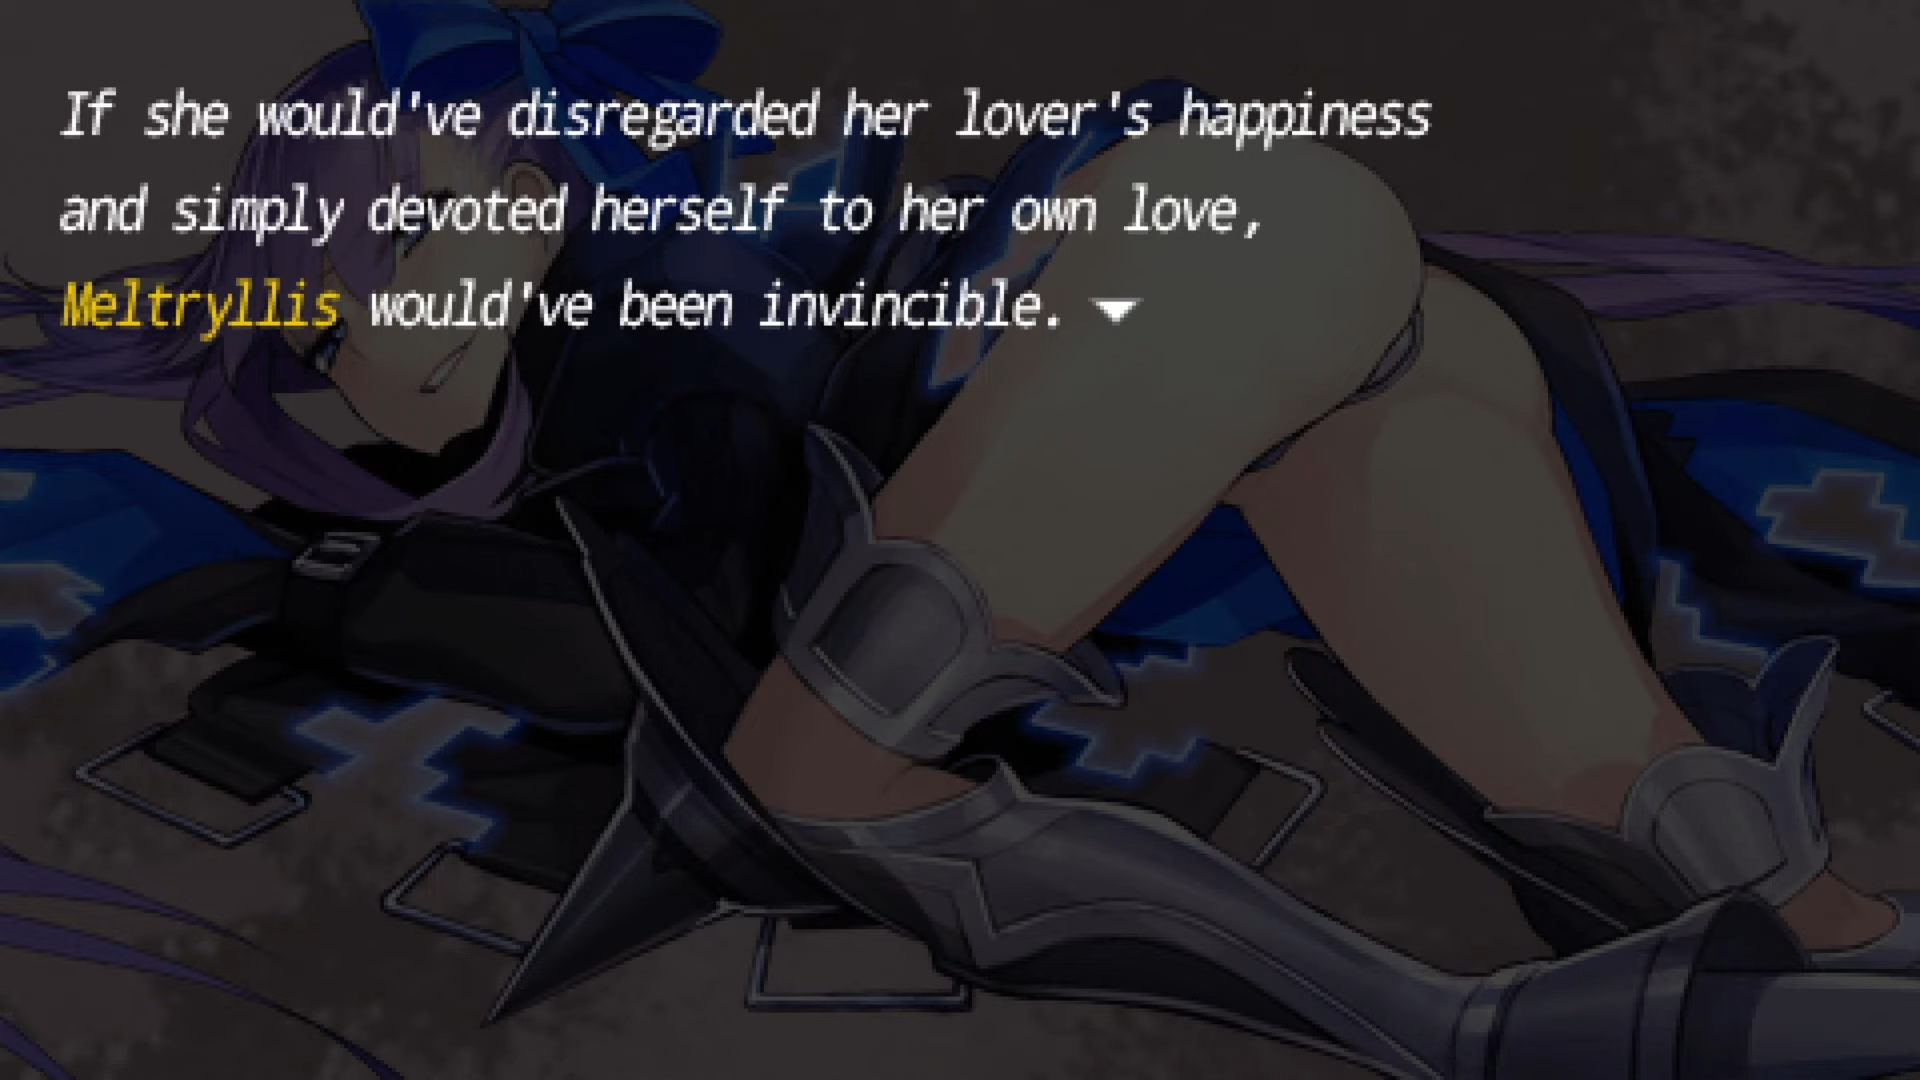 If she would've disregarded her lover's happiness
and simply devoted herself to her own love,
Meltryllis would've been invincible.